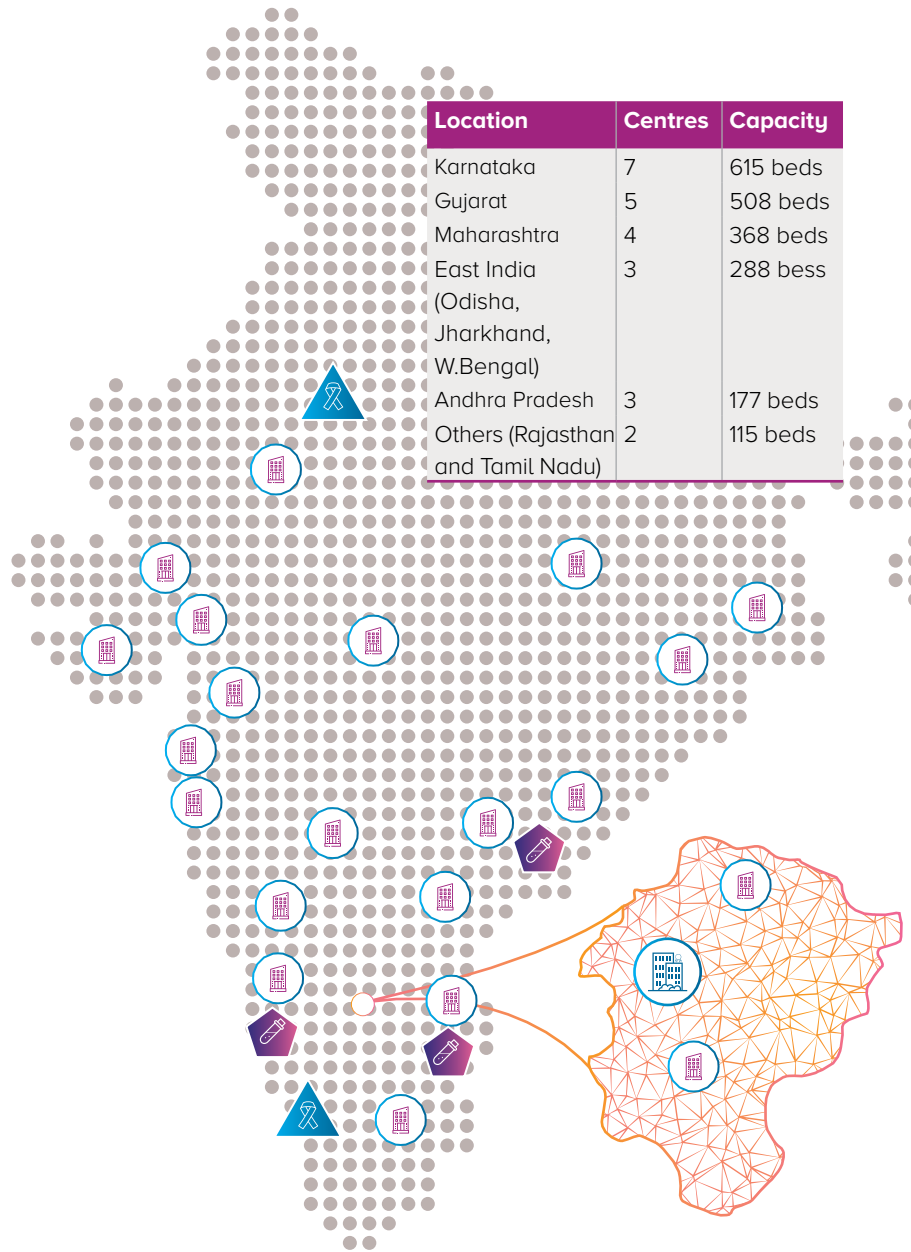 Location Centres Capacity
Karnataka 7 615 beds
Gujarat 5 508 beds
Maharashtra 4 368 beds
East India 3 288 bess
(Odisha,
Jharkhand,
W.Bengal)
Andhra Pradesh 3 177 beds
Others (Rajasthan 2 115 beds
and Tamil Nadu)